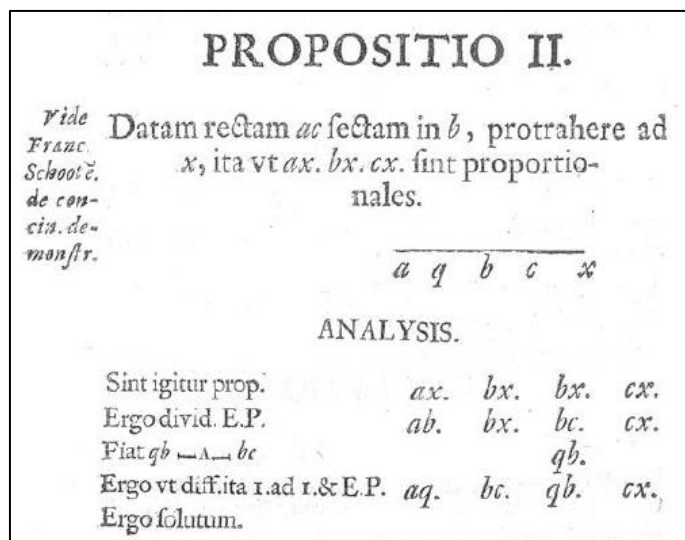 PROPOSITIO II.
Vide
Franc.
Schootē.
de con-
cin. de-
monſtr.
Datam rectam ac ſectam in b, protrahere ad
x, ita vt ax. bx. cx. ſint proportio-
nales.
a q b c x
ANALYSIS.
Sint igitur prop. ax. bx. bx. cx.
Ergo divid. E.P. ab. bx. bc. cx.
Fiat qb bc qb.
Ergo vt diff.ita 1.ad 1.& E.P. aq. bc. qb. cx.
Ergo ſolutum.